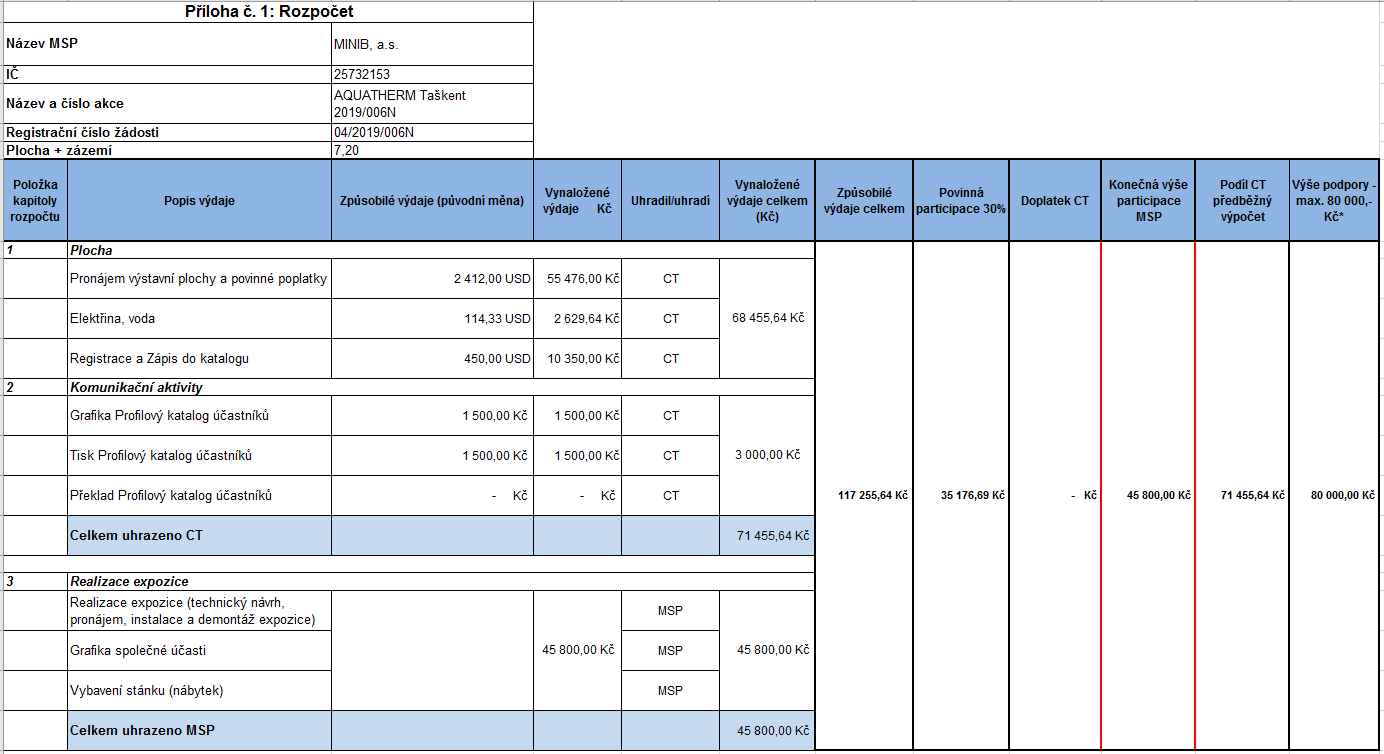 Příloha č. 1: Rozpočet
Název MSP MINIB, a.s.
IČ 25732153
Název a číslo akce AQUATHERM Taškent
2019/006N
Registrační číslo žádosti 04/2019/006N
Plocha + zázemí 7,20
Položka kapitoly rozpočtu Popis výdaje Způsobilé výdaje (původní měna) Vynaložené výdaje Kč Uhradil/uhradí Vynaložené výdaje celkem (Kč) Způsobilé výdaje celkem Povinná participace 30% Doplatek CT Konečná výše participace MSP Podíl CT předběžný výpočet Výše podpory - max. 80 000,- Kč*
1 Plocha
Pronájem výstavní plochy a povinné poplatky 2 412,00 USD 55 476,00 Kč CT
Elektřina, voda 114,33 USD 2 629,64 Kč CT 68 455,64 Kč
Registrace a Zápis do katalogu 450,00 USD 10 350,00 Kč CT
2 Komunikační aktivity
Grafika Profilový katalog účastníků 1 500,00 Kč 1 500,00 Kč CT
Tisk Profilový katalog účastníků 1 500,00 Kč 1 500,00 Kč CT 3 000,00 Kč
Překlad Profilový katalog účastníků - Kč - Kč CT 117 255,64 Kč 35 176,69 Kč - Kč 45 800,00 Kč 71 455,64 Kč 80 000,00 Kč
Celkem uhrazeno CT 71 455,64 Kč
3 Realizace expozice
Realizace expozice (technický návrh,
pronájem, instalace a demontáž expozice) MSP
Grafika společné účasti 45 800,00 Kč MSP 45 800,00 Kč
Vybavení stánku (nábytek) MSP
Celkem uhrazeno MSP 45 800,00 Kč